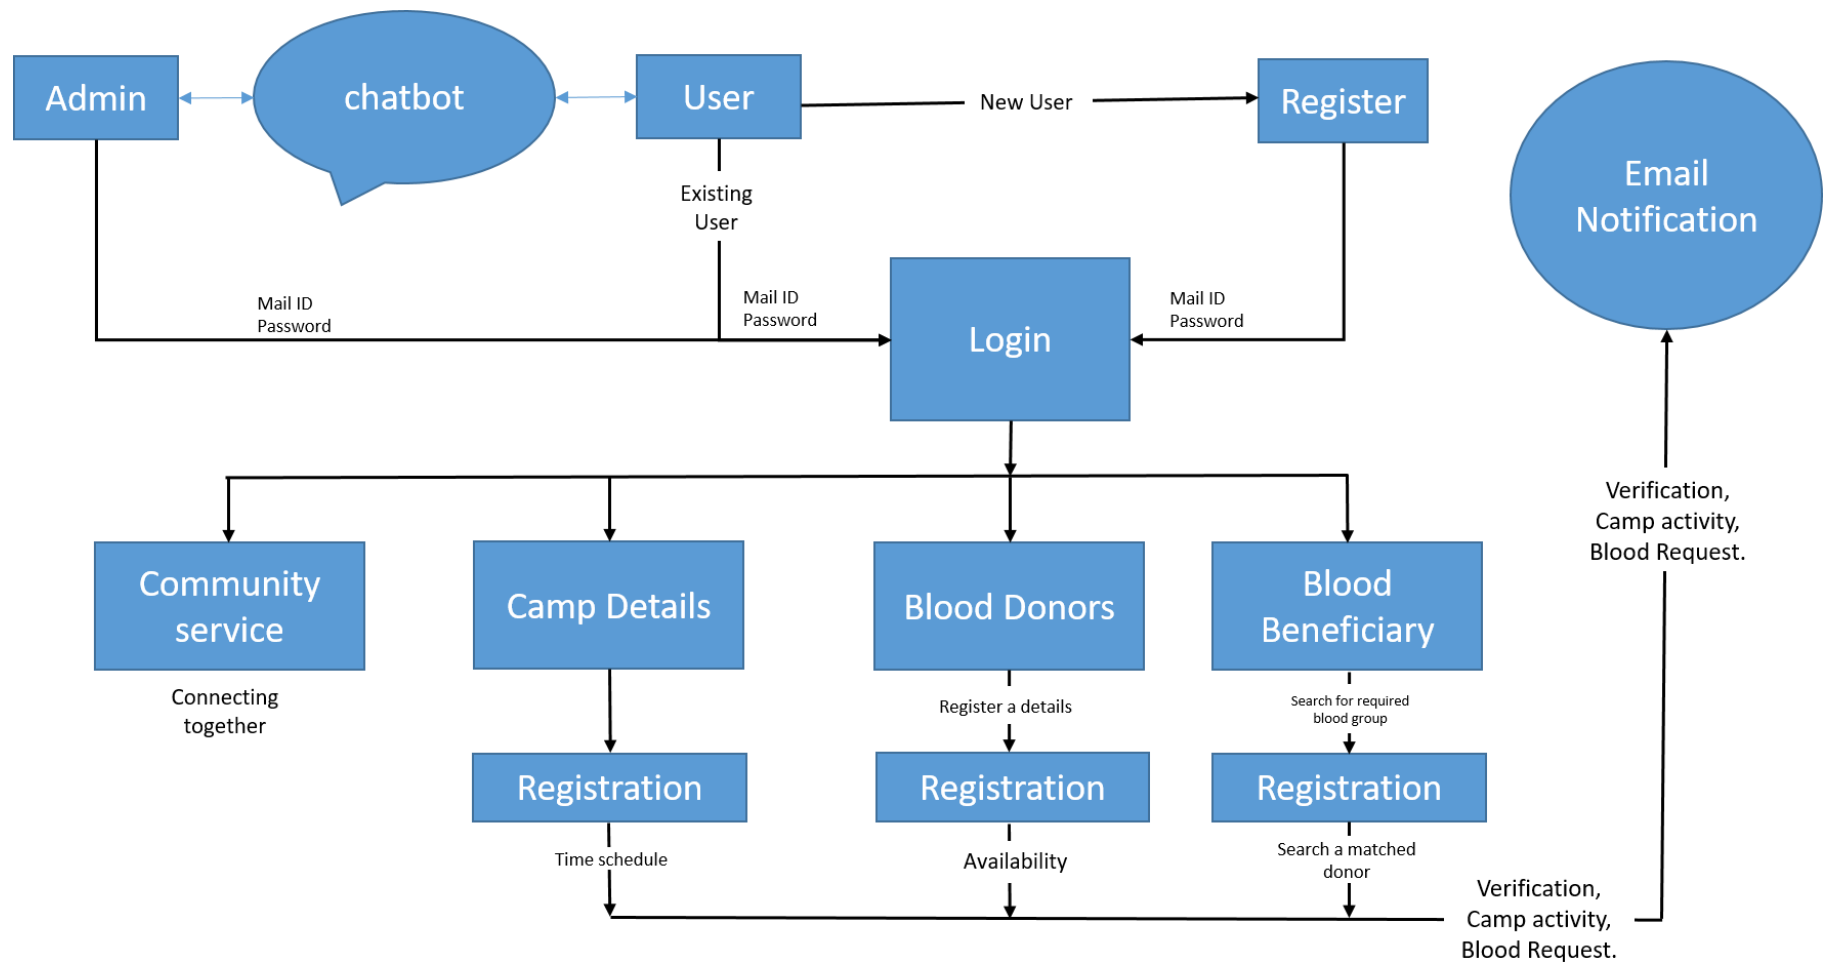 Admin
chatbot
User
New User
Register
Email
Notification
Existing
User
Mail ID
Password
Mail ID
Password
Mail ID
Password
Login
Verification,
Camp activity,
Blood Request.
Community
service
Camp Details
Blood Donors
Blood
Beneficiary
Connecting
together
Register a details
Search for required
blood group
Registration
Registration
Registration
Time schedule
Availability
Search a matched
donor
Verification,
Camp activity,
Blood Request.